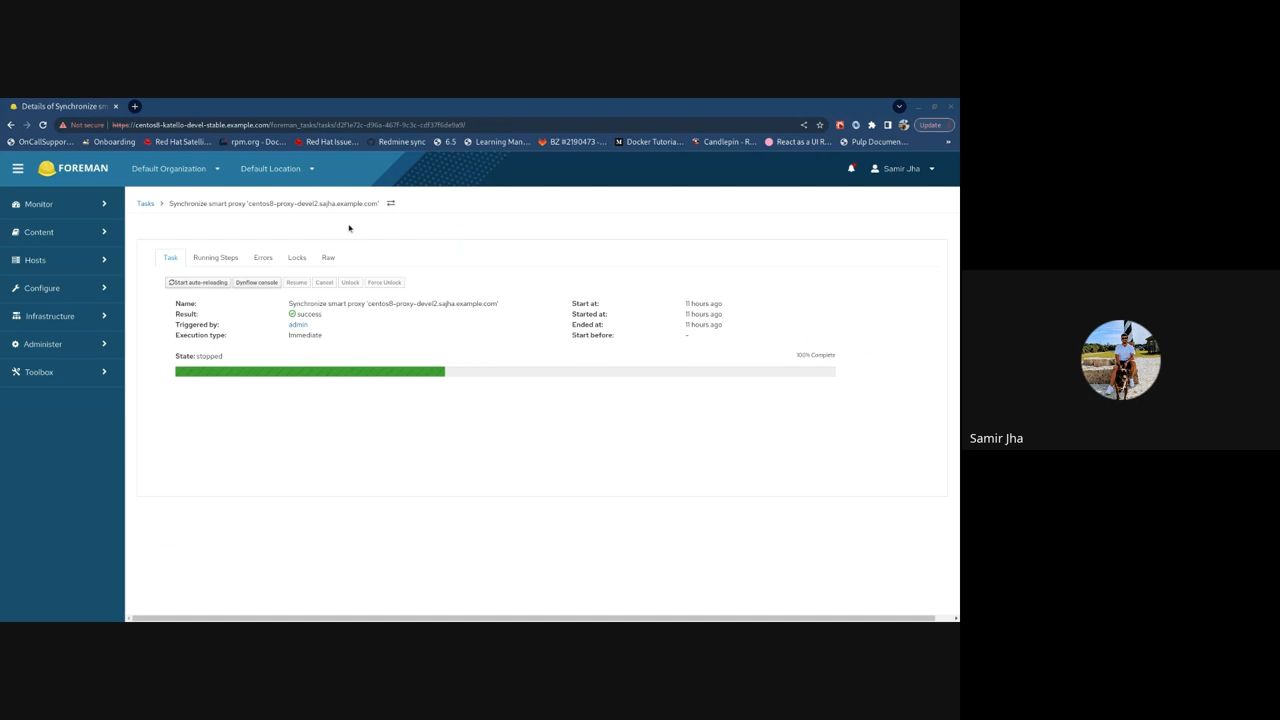 Details of Synchronize sm
Not secure | https://centos8-katello-devel-stable.example.com/foreman_tasks/tasks/d2f1e72c-d96a-467f-9c3c-cdf37f6de9a9/
Update
OnCallSuppor... Onboarding Red Hat Satelli... rpm.org - Doc... Red Hat Issue... Redmine sync 6.5 Learning Man... BZ #2190473 -... Docker Tutoria... Candlepin - R... React as a UI R... Pulp Documen... »
FOREMAN Default Organization Default Location Samir Jha
Monitor
Content
Hosts
Configure
Infrastructure
Administer
Toolbox
Tasks Synchronize smart proxy 'centos8-proxy-devel2.sajha.example.com'
Task Running Steps Errors Locks Raw
Start auto-reloading Dynflow console Resume Cancel Unlock Force Unlock
Name: Synchronize smart proxy 'centos8-proxy-devel2.sajha.example.com' Start at: 11 hours ago
Result: success Started at: 11 hours ago
Triggered by: admin Ended at: 11 hours ago
Execution type: Immediate Start before: -
State: stopped 100% Complete
Samir Jha